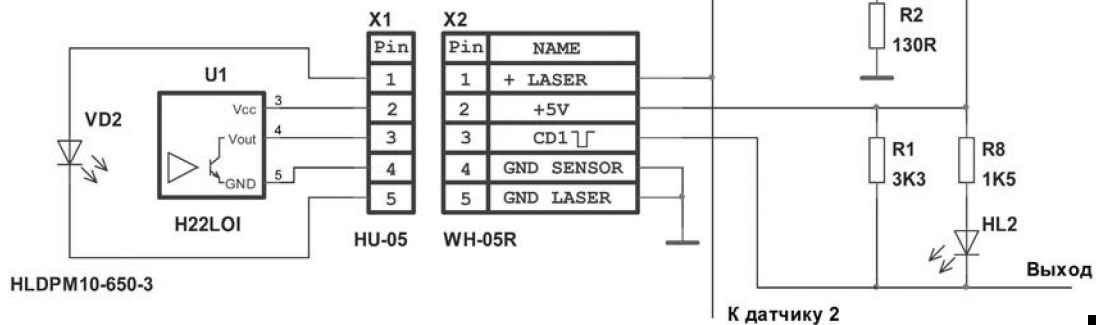 X1
X2
R2
130R
U1
Pin
Pin
NAME
1
1
+ LASER
Vcc
3
2
2
+5V
VD2
Vout
4
3
3
CD1
R1
3K3
R8
1K5
GND
5
4
4
GND SENSOR
5
5
GND LASER
H22LOI
HU-05
WH-05R
HL2
HLDPM10-650-3
Выход
К датчику 2